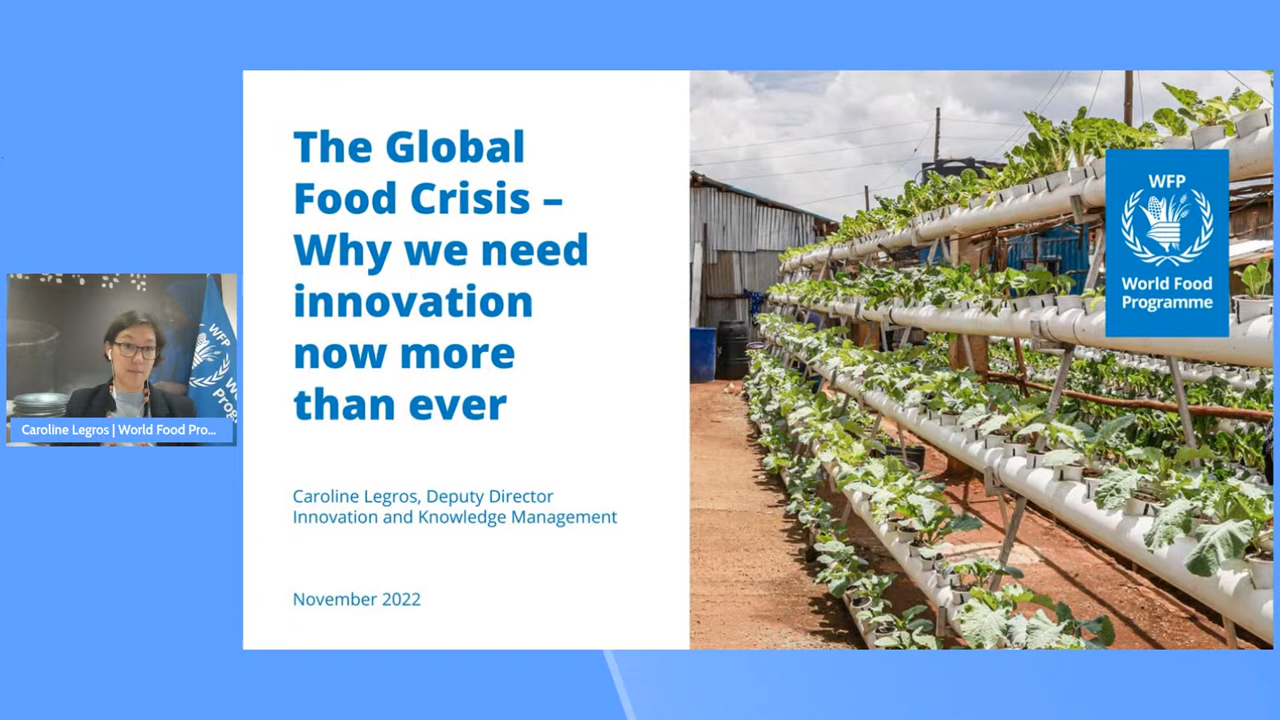 The Global
Food Crisis –
Why we need
innovation
now more
than ever
Caroline Legros, Deputy Director
Innovation and Knowledge Management
November 2022
WFP
World Food
Programme
WFP
Caroline Legros | World Food Pro...